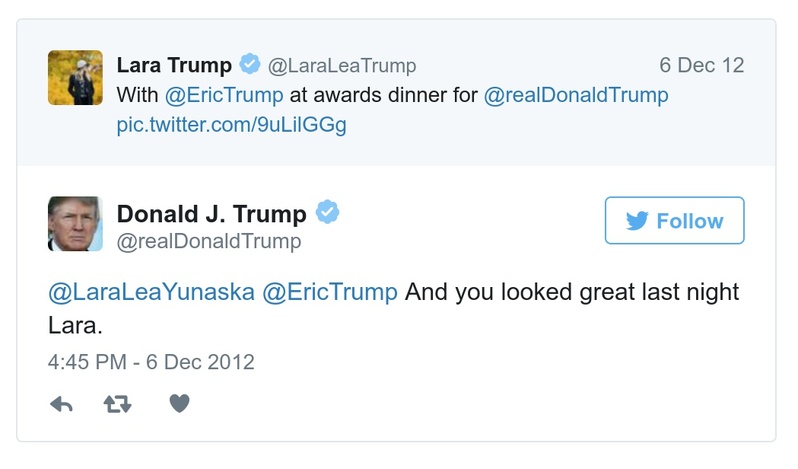 Lara Trump @LaraLeaTrump 6 Dec 12
With @EricTrump at awards dinner for @realDonaldTrump
pic.twitter.com/9uLilGGg
Donald J. Trump
@realDonaldTrump
Follow
@LaraLeaYunaska @EricTrump And you looked great last night
Lara.
4:45 PM - 6 Dec 2012